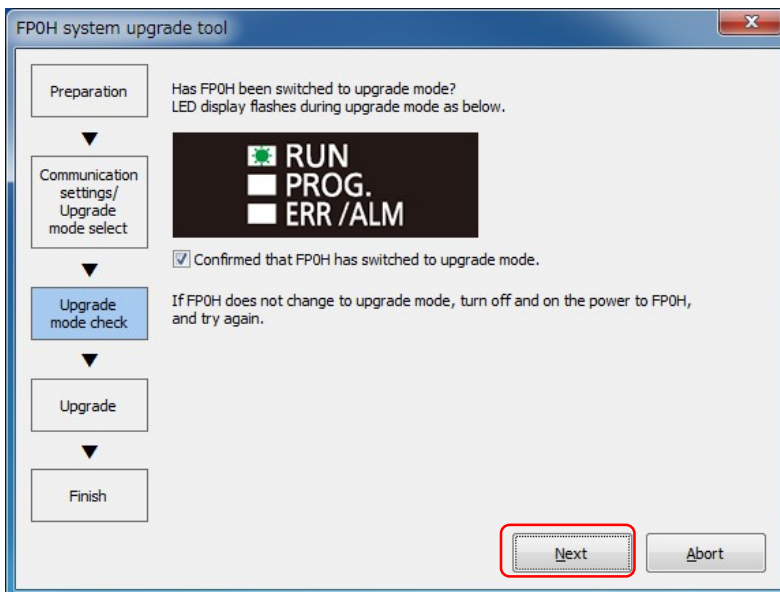 FP0H system upgrade tool
Preparation
▼
Communication
settings/
Upgrade
mode select
▼
Upgrade
mode check
▼
Upgrade
▼
Finish
Has FP0H been switched to upgrade mode?
LED display flashes during upgrade mode as below.
RUN
PROG.
ERR /ALM
Confirmed that FP0H has switched to upgrade mode.
If FP0H does not change to upgrade mode, turn off and on the power to FP0H,
and try again.
Next
Abort